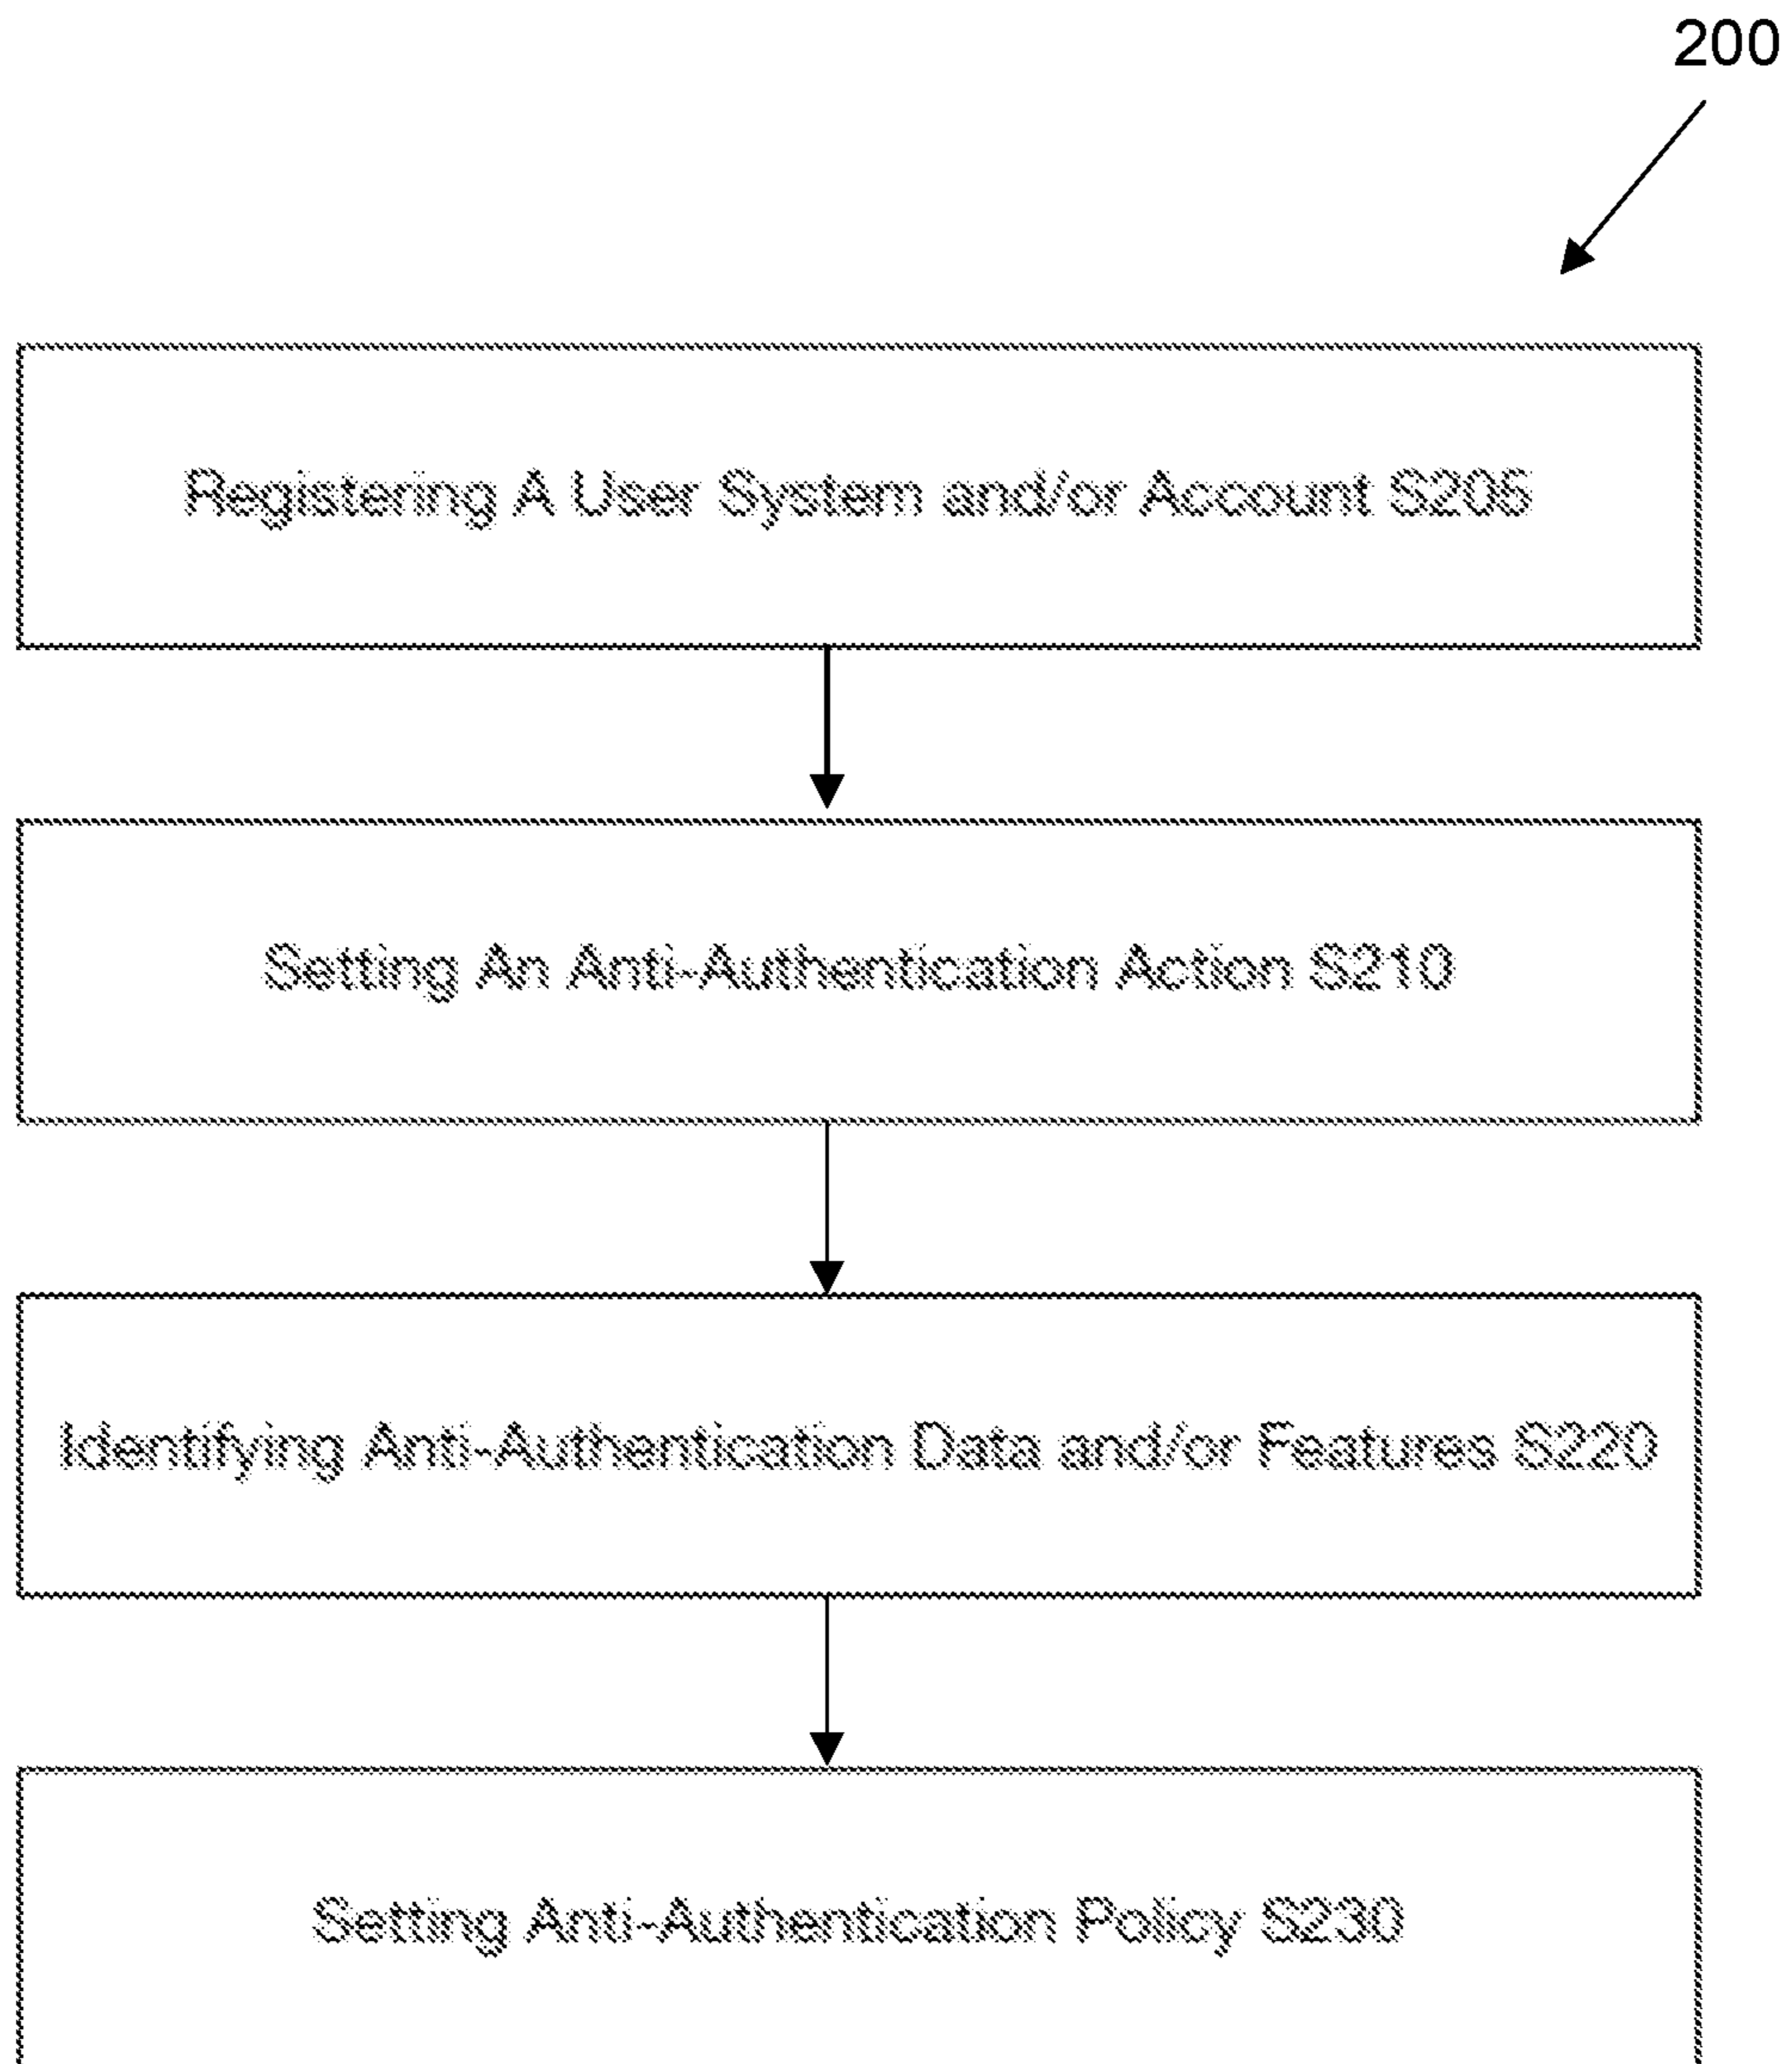 200
Registering A User System and/or Account S205
Setting An Anti-Authentication Action S210
Identifying Anti-Authentication Data and/or Features S220
Setting Anti-Authentication Policy S230